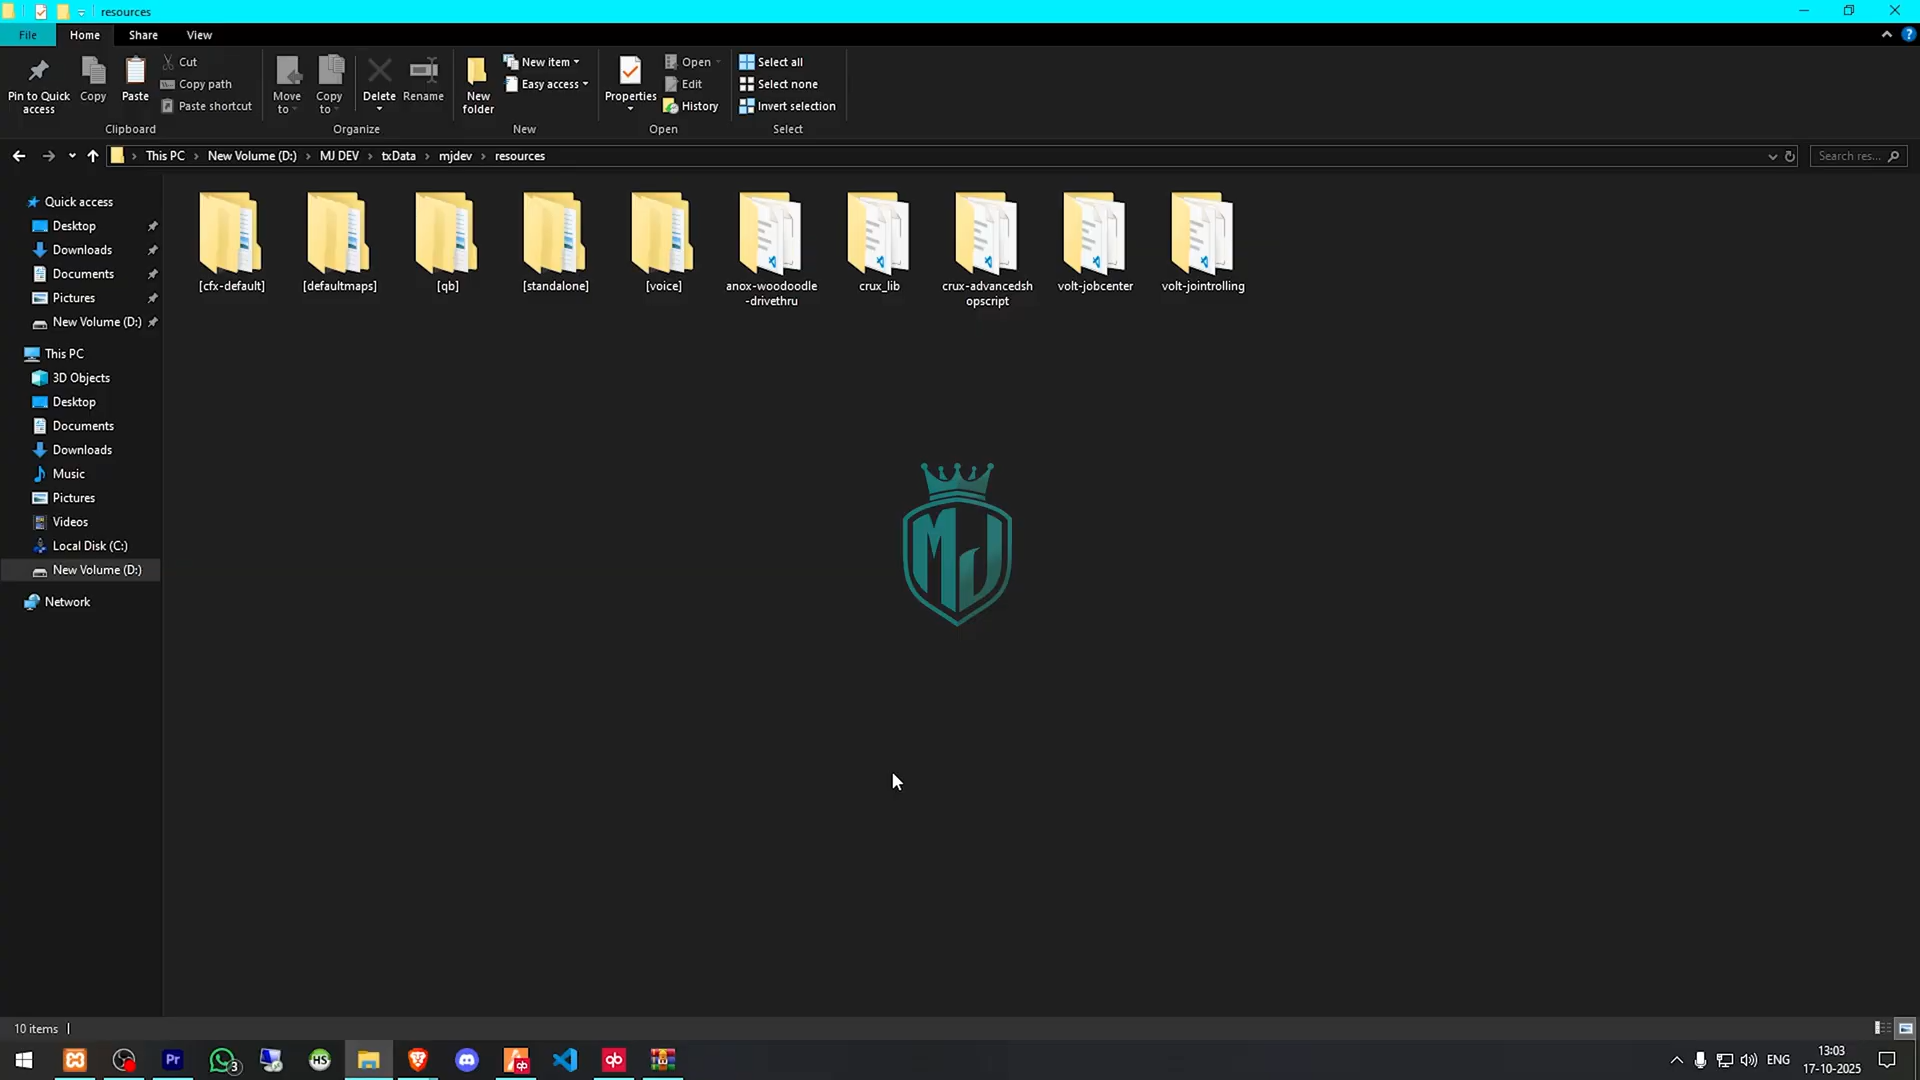 resources
File
Home
Share
View
Pin to Quick
access
Copy
Paste
Cut
Copy path
Paste shortcut
Clipboard
Move
to
Copy
to
Delete
Rename
Organize
New
folder
New item
Easy access
New
Properties
Open
Edit
History
Open
Select all
Select none
Invert selection
Select
This PC
New Volume (D:)
MJ DEV
txData
mjdev
resources
Search res...
Quick access
Desktop
Downloads
Documents
Pictures
New Volume (D:)
This PC
3D Objects
Desktop
Documents
Downloads
Music
Pictures
Videos
Local Disk (C:)
New Volume (D:)
Network
[cfx-default]
[defaultmaps]
[qb]
[standalone]
[voice]
anox-woodoodle
-drivethru
crux_lib
crux-advancedsh
opscript
volt-jobcenter
volt-jointrolling
MJ
10 items
Pr
3
HS
qb
qb
ENG
13:03
17-10-2025